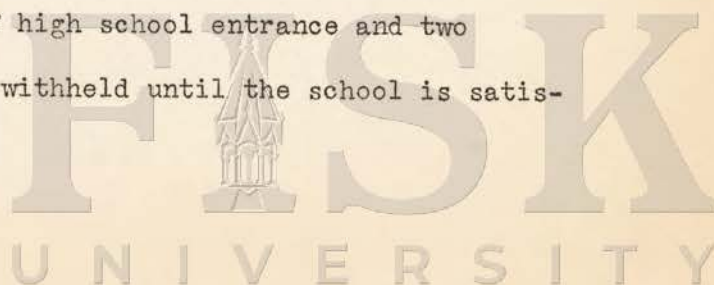 high school entrance and two
withheld until the school is satis-
FISK
UNIVERSITY